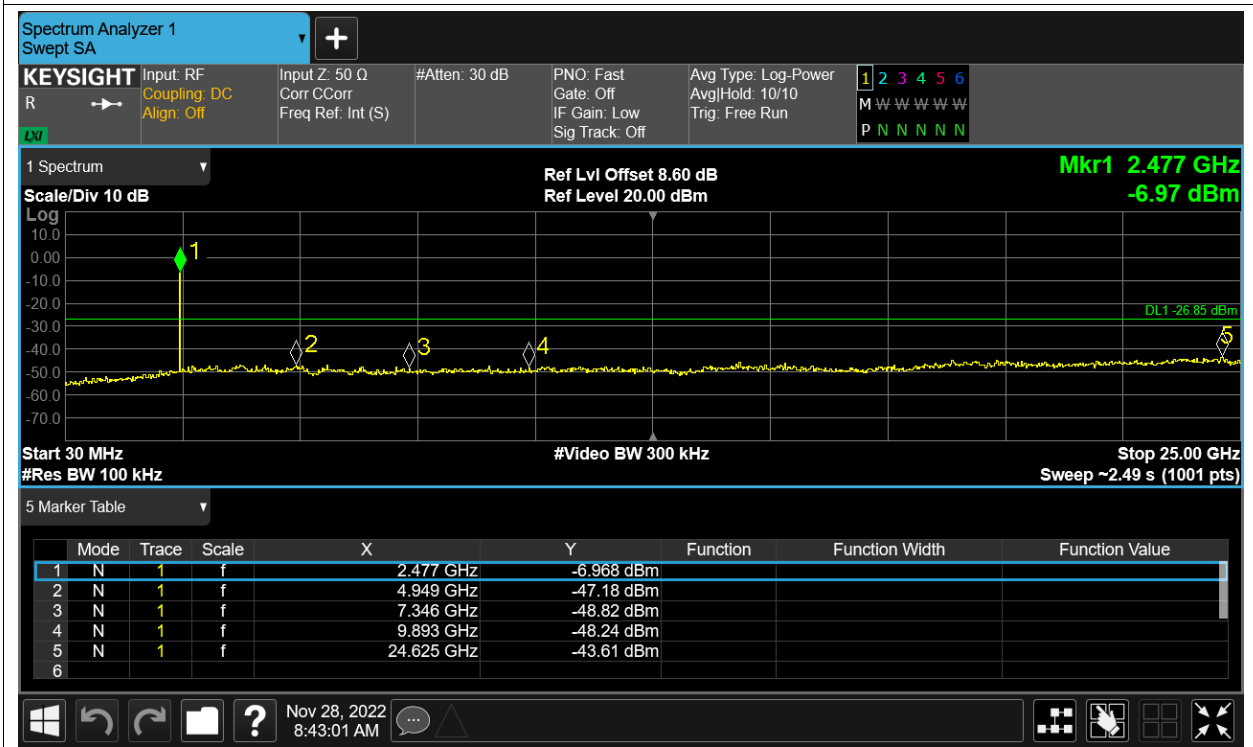 Spectrum Analyzer 1
Swept SA
+
KEYSIGHT
R
LXI
Input: RF
Coupling: DC
Align: Off
Input Z: 50 Ω
Corr CCorr
Freq Ref: Int (S)
#Atten: 30 dB
PNO: Fast
Gate: Off
IF Gain: Low
Sig Track: Off
Avg Type: Log-Power
Avg|Hold: 10/10
Trig: Free Run
1 2 3 4 5 6
M W W W W W
P N N N N N
1 Spectrum
Scale/Div 10 dB
Ref Lvl Offset 8.60 dB
Ref Level 20.00 dBm
Mkr1 2.477 GHz
-6.97 dBm
Log
10.0
0.00
-10.0
-20.0
-30.0
-40.0
-50.0
-60.0
-70.0
1
2
3
4
5
DL1 -26.85 dBm
Start 30 MHz
#Res BW 100 kHz
#Video BW 300 kHz
Stop 25.00 GHz
Sweep ~2.49 s (1001 pts)
5 Marker Table
Mode Trace Scale X Y Function Function Width Function Value
1 N 1 f 2.477 GHz -6.968 dBm
2 N 1 f 4.949 GHz -47.18 dBm
3 N 1 f 7.346 GHz -48.82 dBm
4 N 1 f 9.893 GHz -48.24 dBm
5 N 1 f 24.625 GHz -43.61 dBm
6
?
Nov 28, 2022
8:43:01 AM